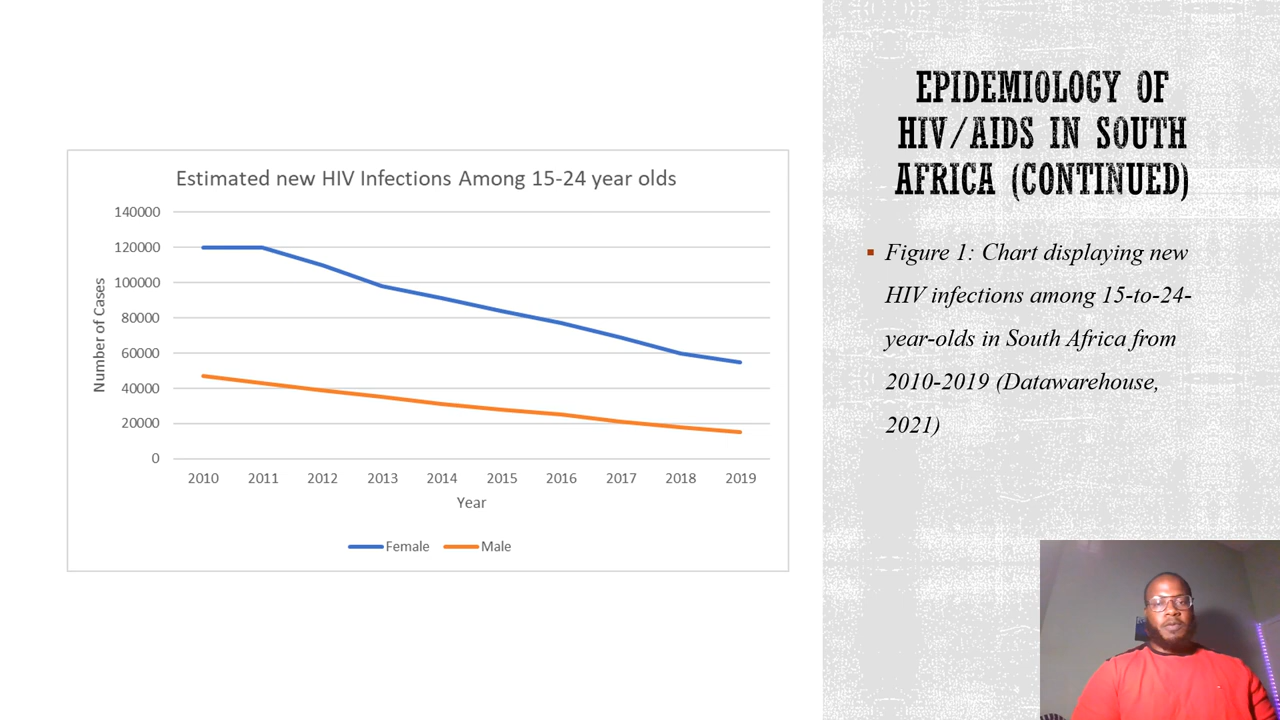 EPIDEMIOLOGY OF
HIV/AIDS IN SOUTH
AFRICA (CONTINUED)
Estimated new HIV Infections Among 15-24 year olds
Number of Cases
140000
120000
100000
80000
60000
40000
20000
0
2010 2011 2012 2013 2014 2015 2016 2017 2018 2019
Year
Female Male
Figure 1: Chart displaying new
HIV infections among 15-to-24-
year-olds in South Africa from
2010-2019 (Datawarehouse,
2021)